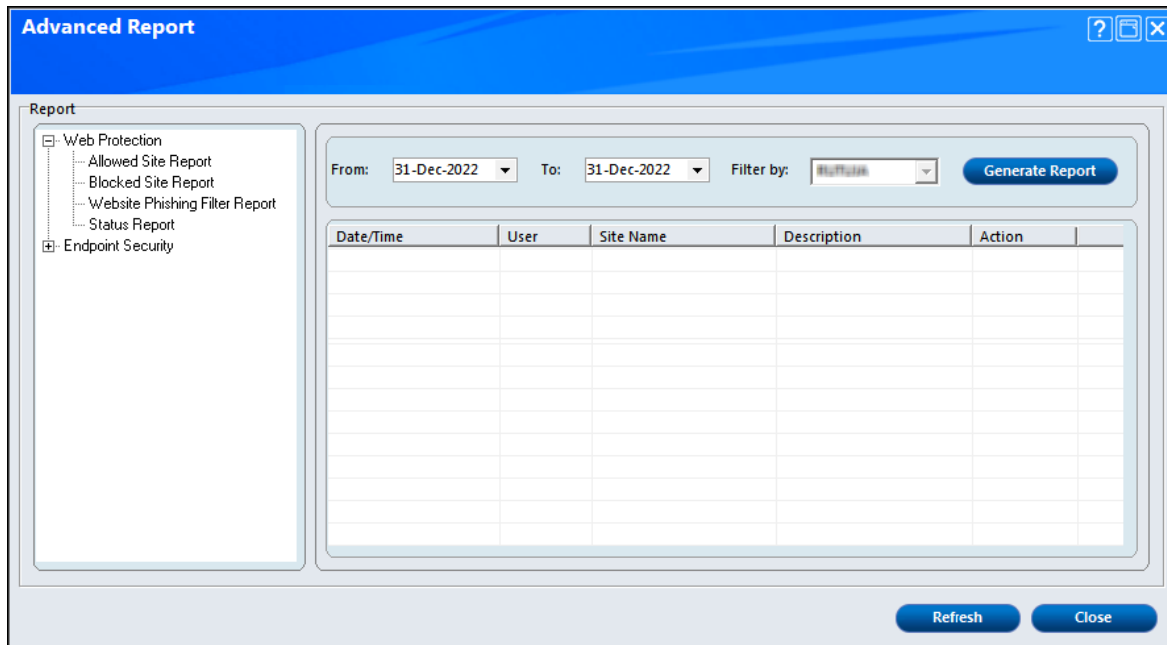 Advanced Report
Report
Web Protection
Allowed Site Report
Blocked Site Report
Website Phishing Filter Report
Status Report
Endpoint Security
From: 31-Dec-2022 To: 31-Dec-2022 Filter by: Generate Report
Date/Time User Site Name Description Action
Refresh Close